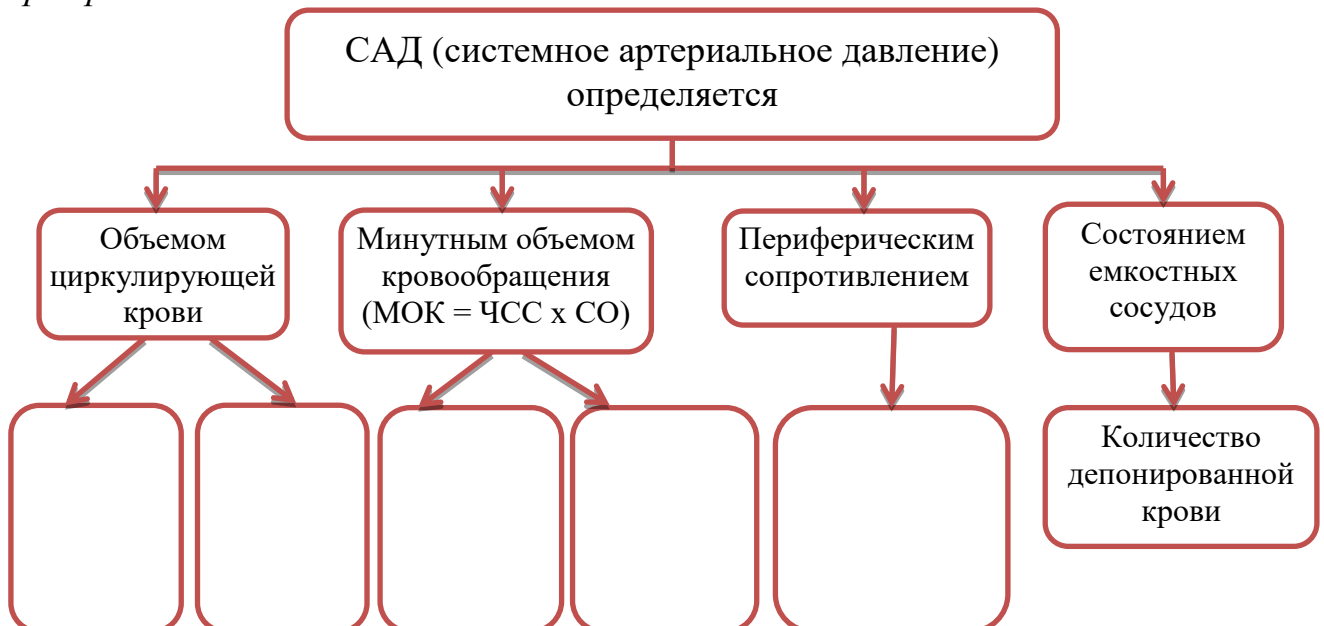 САД (системное артериальное давление)
определяется
Объемом
циркулирующей
крови
Минутным объемом
кровообращения
(МОК = ЧСС х СО)
Периферическим
сопротивлением
Состоянием
емкостных
сосудов
Количество
депонированной
крови